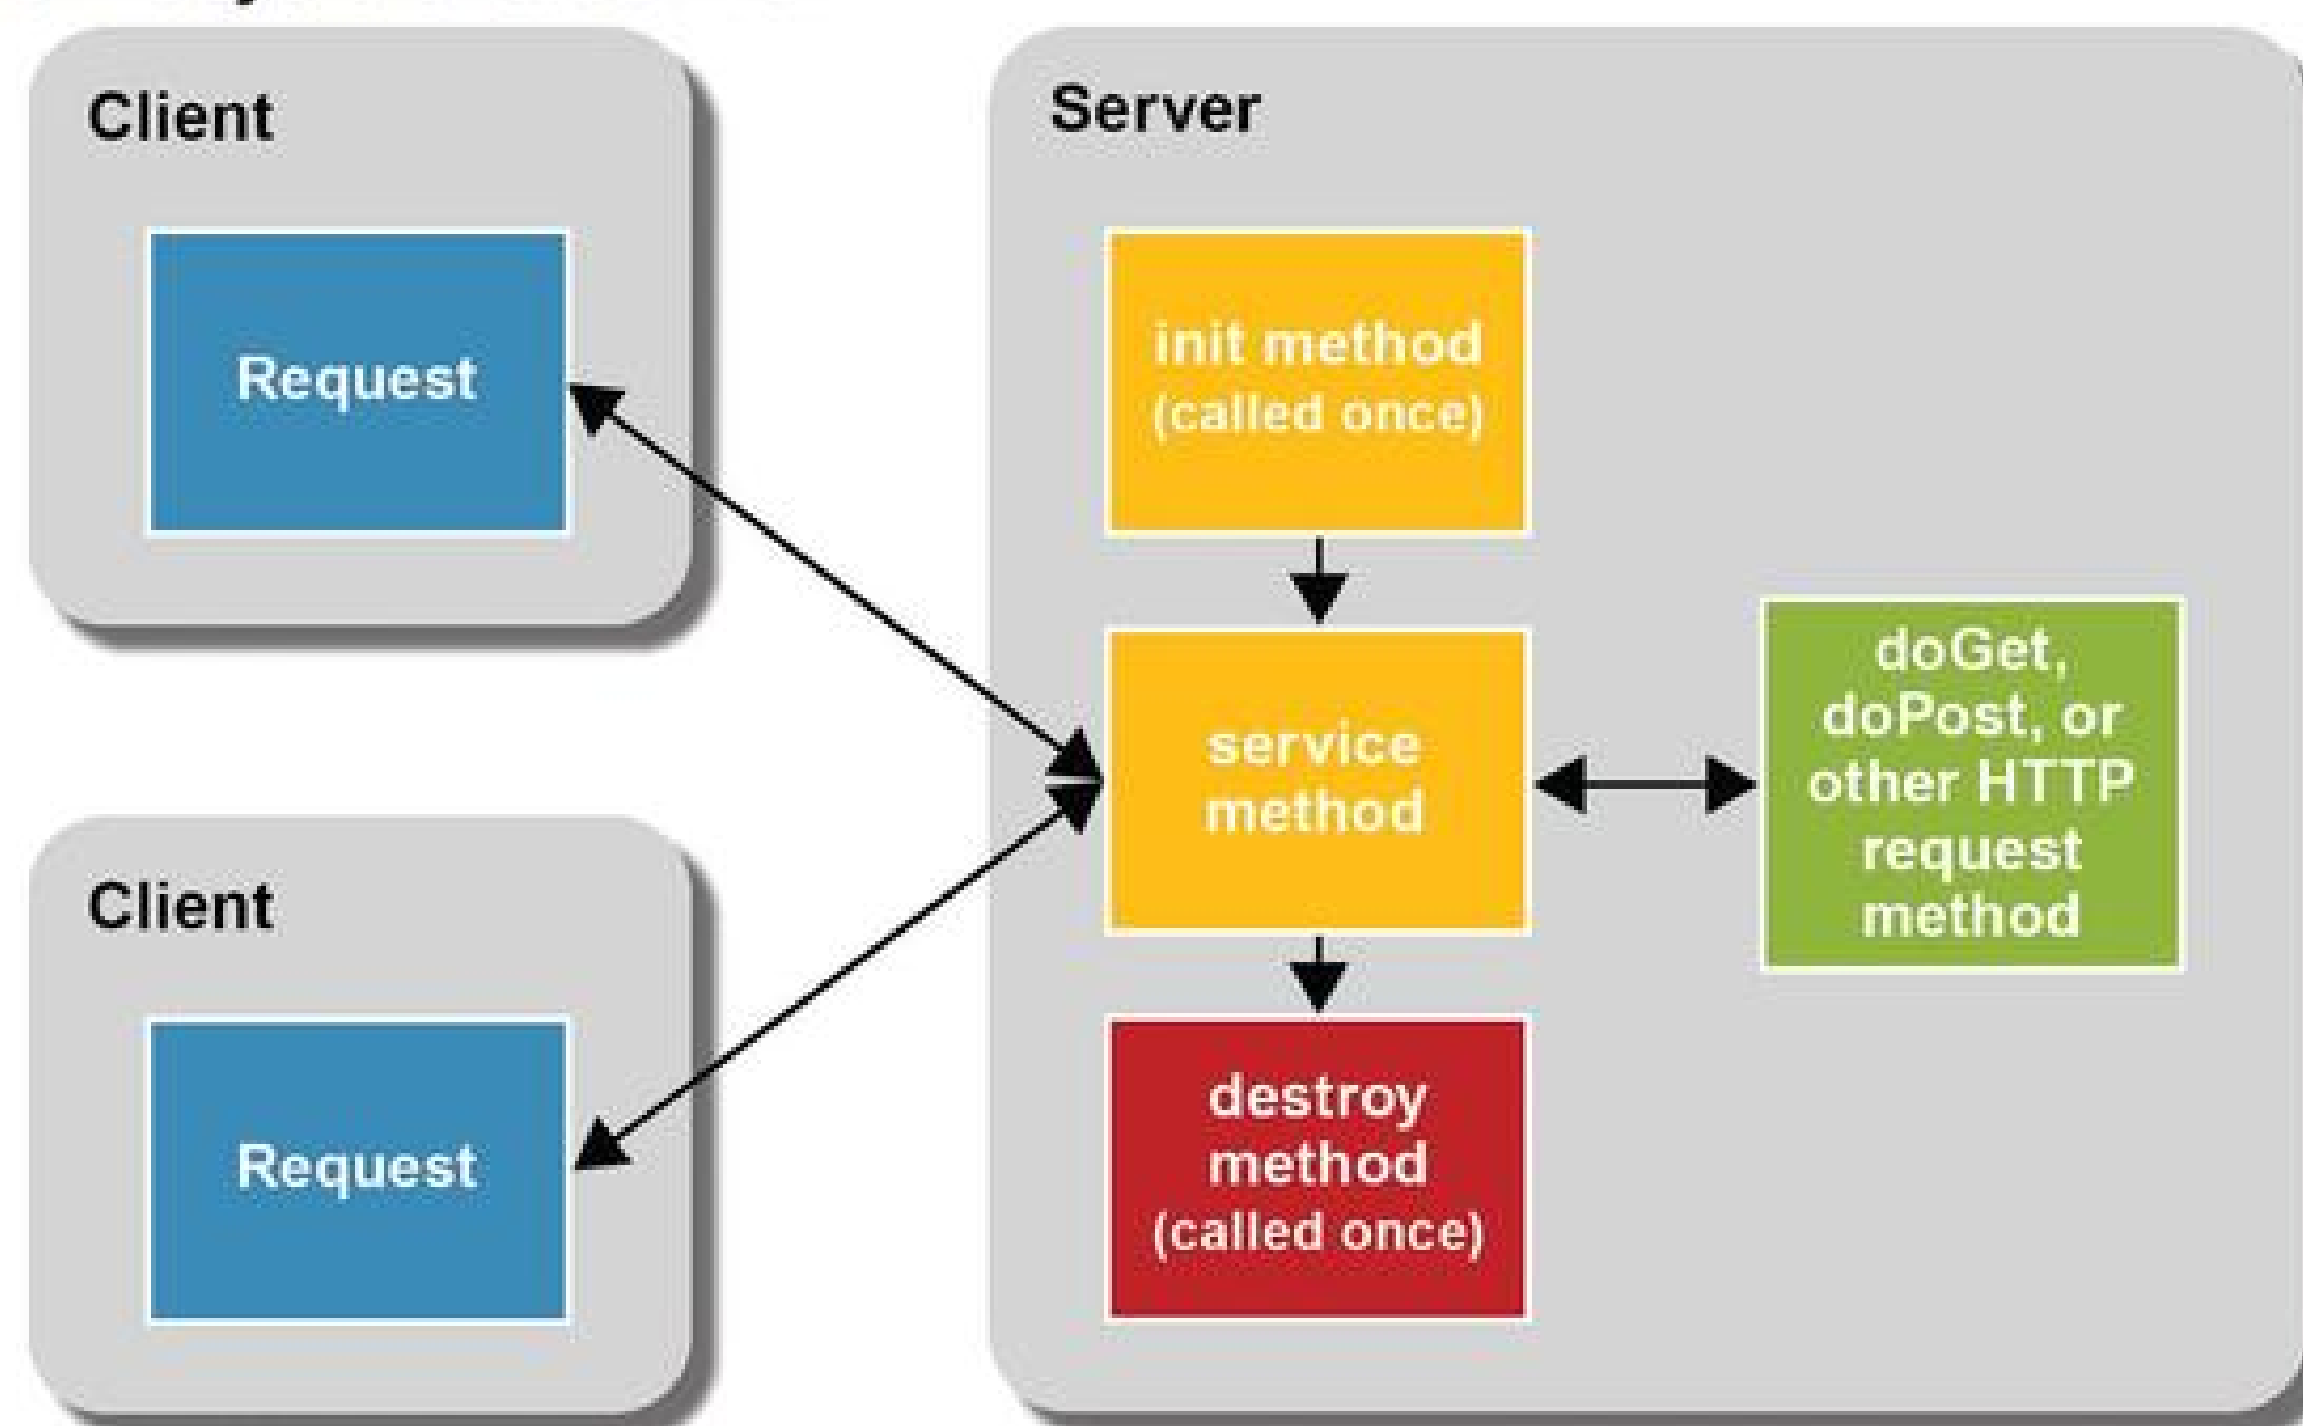 Client
Request
Server
init method
(called once)
service
method
doGet,
doPost, or
other HTTP
request
method
destroy
method
(called once)
Client
Request